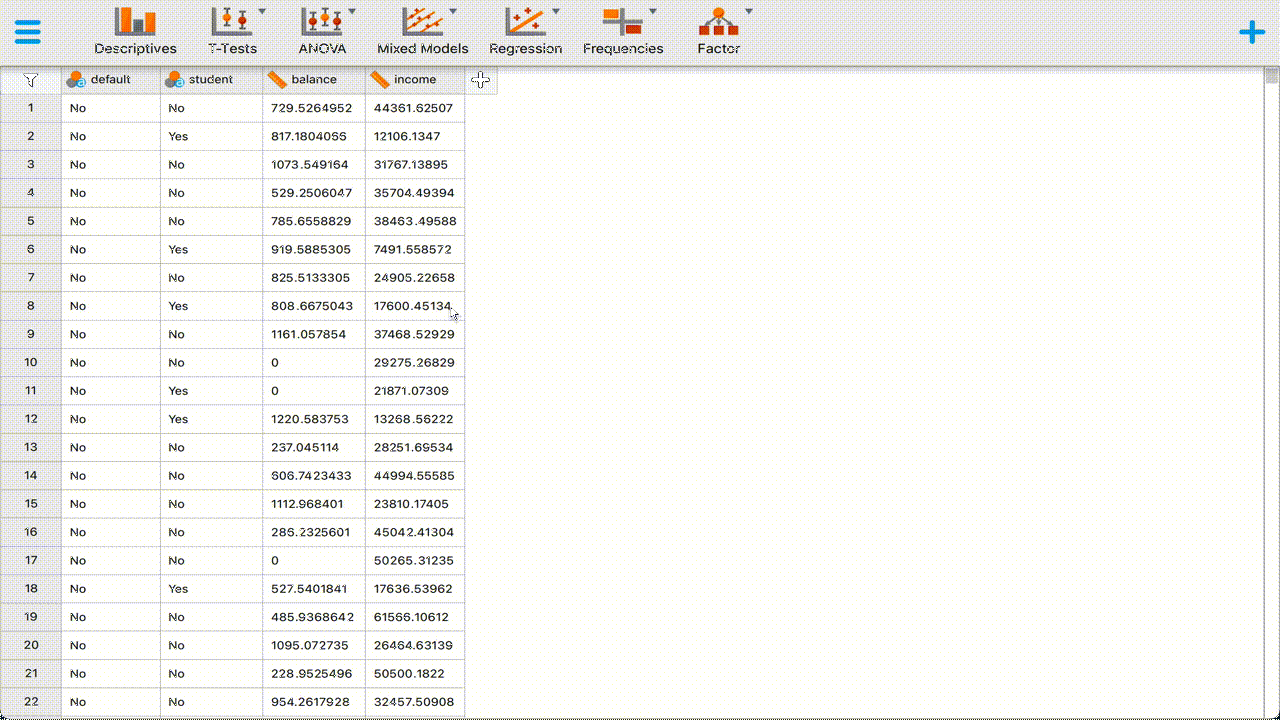 Descriptives T-Tests ANOVA Mixed Models Regression Frequencies Factor
default student balance income
1 No No 729.5264952 44361.62507
2 No Yes 817.1804066 12106.1347
3 No No 1073.549164 31767.13895
4 No No 529.2506047 35704.49394
5 No No 785.6558829 38463.49588
6 No Yes 919.5885305 7491.558572
7 No No 825.5133305 24905.22658
8 No Yes 808.6675043 17600.45134
9 No No 1161.057854 37468.52929
10 No No 0 29275.26829
11 No Yes 0 21871.07309
12 No Yes 1220.583753 13268.56222
13 No No 237.045114 28251.69534
14 No No 606.7423433 44994.55585
15 No No 1112.968401 23810.17405
16 No No 286.2325601 45042.41304
17 No No 0 50265.31235
18 No Yes 527.5401841 17636.53962
19 No No 485.9368642 61566.10612
20 No No 1095.072735 26464.63139
21 No No 228.9525496 50500.1822
22 No No 954.2617928 32457.50908